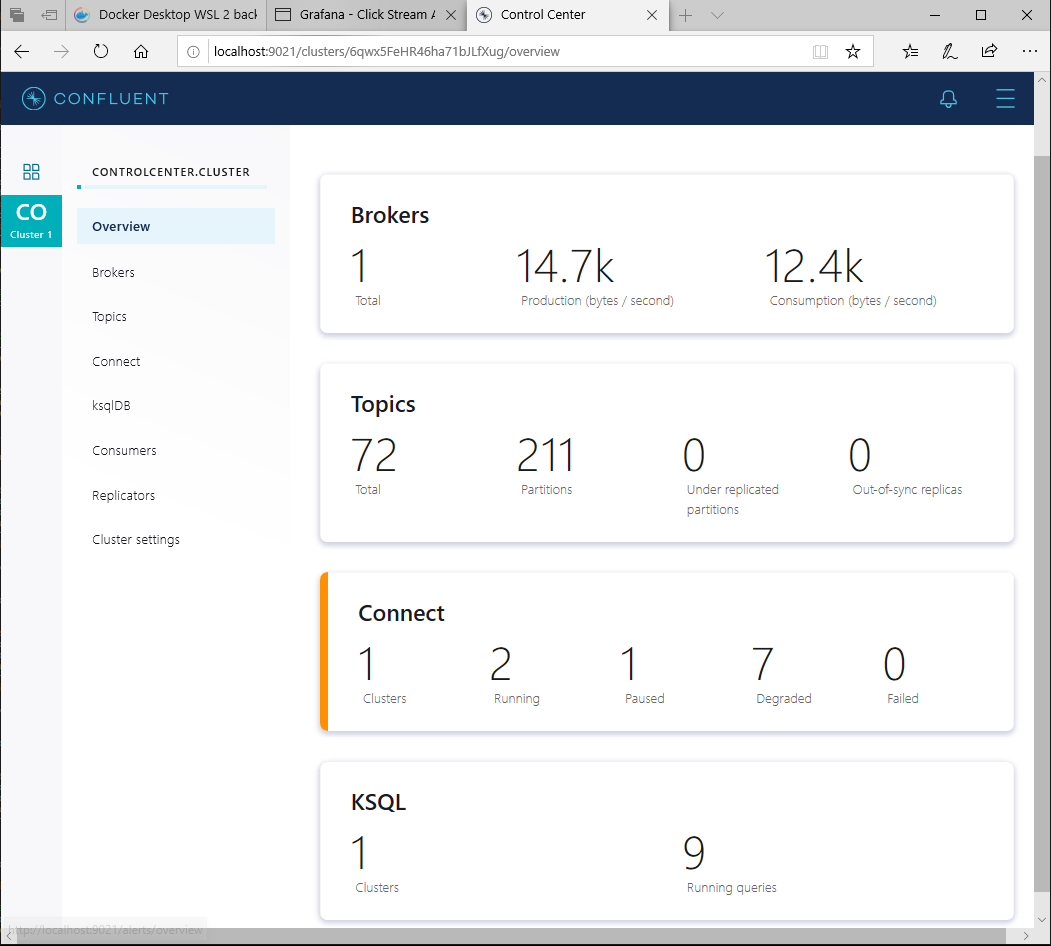 Docker Desktop WSL 2 back
Grafana - Click Stream A
Control Center
localhost:9021/clusters/6qwx5FeHR46ha71bJLfXug/overview
CONFLUENT
CONTROLCENTER.CLUSTER
CO
Cluster 1
Overview
Brokers
Topics
Connect
ksqlDB
Consumers
Replicators
Cluster settings
Brokers
1 14.7k 12.4k
Total Production (bytes / second) Consumption (bytes / second)
Topics
72 211 0 0
Total Partitions Under replicated Out-of-sync replicas
partitions
Connect
1 2 1 7 0
Clusters Running Paused Degraded Failed
KSQL
1 9
Clusters Running queries
http://localhost:9021/alerts/overview